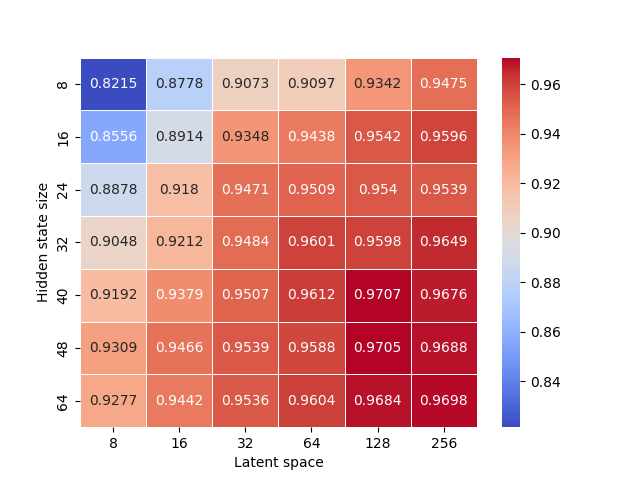 8 0.8215 0.8778 0.9073 0.9097 0.9342 0.9475
16 0.8556 0.8914 0.9348 0.9438 0.9542 0.9596
24 0.8878 0.918 0.9471 0.9509 0.954 0.9539
32 0.9048 0.9212 0.9484 0.9601 0.9598 0.9649
40 0.9192 0.9379 0.9507 0.9612 0.9707 0.9676
48 0.9309 0.9466 0.9539 0.9588 0.9705 0.9688
64 0.9277 0.9442 0.9536 0.9604 0.9684 0.9698
8 16 32 64 128 256
Latent space
Hidden state size
0.96
0.94
0.92
0.90
0.88
0.86
0.84